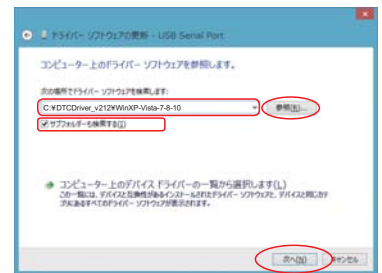 ドライバー ソフトウェアの更新 - USB Serial Port
コンピューター上のドライバー ソフトウェアを参照します。
次の場所でドライバー ソフトウェアを検索します:
C:¥DTCDriver_v212¥WinXP-Vista-7-8-10
参照(R)...
サブフォルダーも検索する(I)
コンピューター上のデバイス ドライバーの一覧から選択します(L)
この一覧には、デバイスと互換性があるインストールされたドライバー ソフトウェアと、デバイスと同じカテ
ゴリにあるすべてのドライバー ソフトウェアが表示されます。
次へ(N)
キャンセル